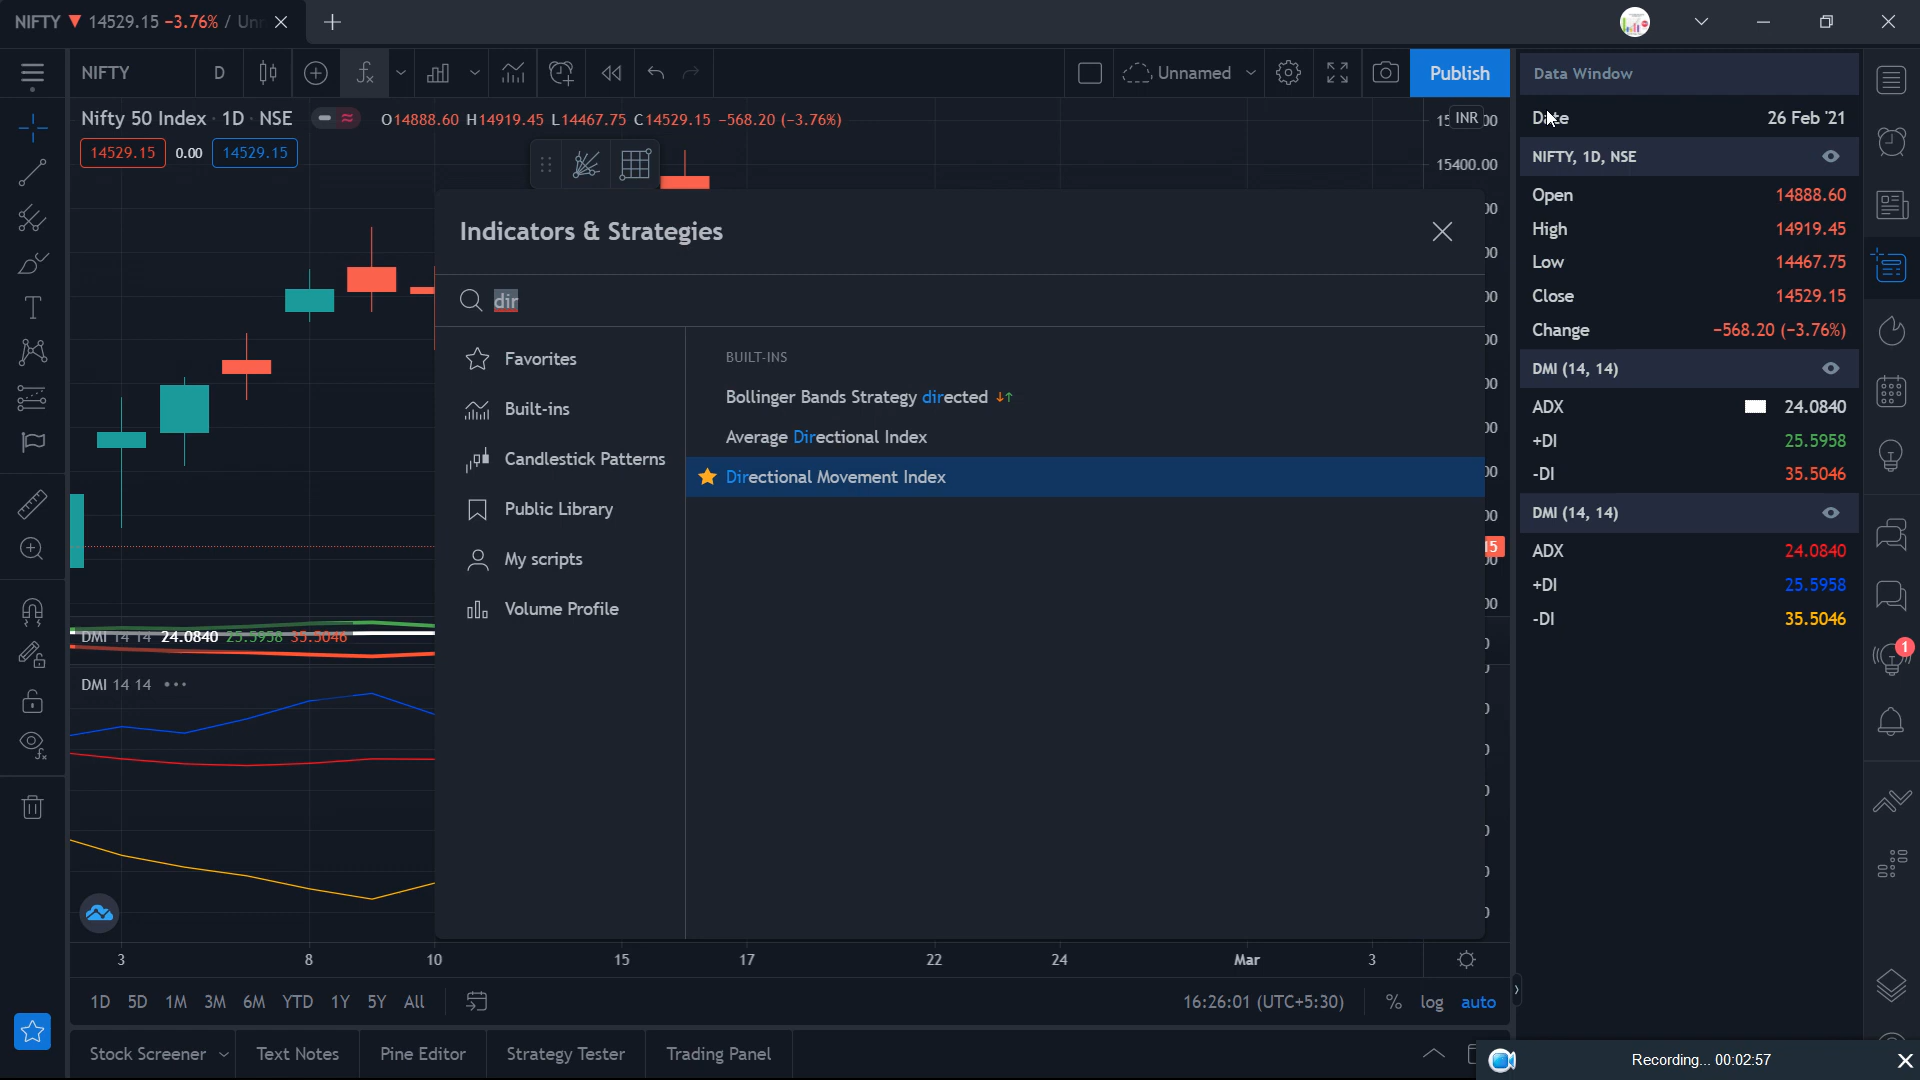 NIFTY ▼ 14529.15 -3.76% / Un
NIFTY
D
Unnamed
Publish
Nifty 50 Index · 1D · NSE
O14888.60 H14919.45 L14467.75 C14529.15 -568.20 (-3.76%)
INR
14529.15 0.00 14529.15
15400.00
Indicators & Strategies
dir
Favorites
Built-ins
Candlestick Patterns
Public Library
My scripts
Volume Profile
BUILT-INS
Bollinger Bands Strategy directed
Average Directional Index
Directional Movement Index
DMI 14 14 24.0840 25.5958 35.5046
DMI 14 14
3 8 10 15 17 22 24 Mar 3
1D 5D 1M 3M 6M YTD 1Y 5Y All
16:26:01 (UTC+5:30) % log auto
Stock Screener
Text Notes
Pine Editor
Strategy Tester
Trading Panel
Data Window
Date 26 Feb '21
NIFTY, 1D, NSE
Open 14888.60
High 14919.45
Low 14467.75
Close 14529.15
Change -568.20 (-3.76%)
DMI (14, 14)
ADX 24.0840
+DI 25.5958
-DI 35.5046
DMI (14, 14)
ADX 24.0840
+DI 25.5958
-DI 35.5046
1
Recording... 00:02:57